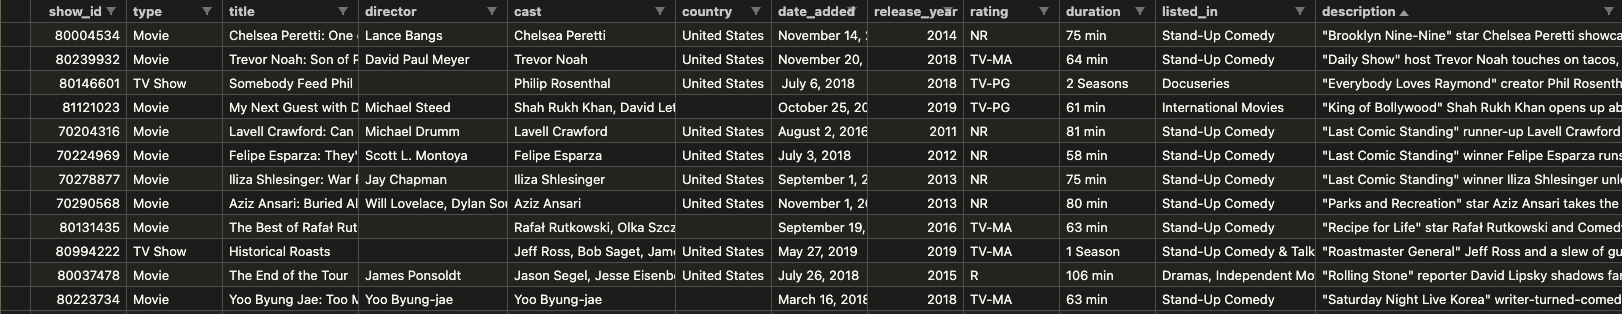 show_id type title director cast country date_added release_year rating duration listed_in description
80004534 Movie Chelsea Peretti: One Lance Bangs Chelsea Peretti United States November 14, 2014 NR 75 min Stand-Up Comedy "Brooklyn Nine-Nine" star Chelsea Peretti showca
80239932 Movie Trevor Noah: Son of P David Paul Meyer Trevor Noah United States November 20, 2018 TV-MA 64 min Stand-Up Comedy "Daily Show" host Trevor Noah touches on tacos,
80146601 TV Show Somebody Feed Phil Philip Rosenthal United States July 6, 2018 2018 TV-PG 2 Seasons Docuseries "Everybody Loves Raymond" creator Phil Rosenth
81121023 Movie My Next Guest with D Michael Steed Shah Rukh Khan, David Let October 25, 20 2019 TV-PG 61 min International Movies "King of Bollywood" Shah Rukh Khan opens up ab
70204316 Movie Lavell Crawford: Can Michael Drumm Lavell Crawford United States August 2, 2016 2011 NR 81 min Stand-Up Comedy "Last Comic Standing" runner-up Lavell Crawford
70224969 Movie Felipe Esparza: They' Scott L. Montoya Felipe Esparza United States July 3, 2018 2012 NR 58 min Stand-Up Comedy "Last Comic Standing" winner Felipe Esparza runs
70278877 Movie Iliza Shlesinger: War P Jay Chapman Iliza Shlesinger United States September 1, 2 2013 NR 75 min Stand-Up Comedy "Last Comic Standing" winner Iliza Shlesinger unle
70290568 Movie Aziz Ansari: Buried Al Will Lovelace, Dylan Sou Aziz Ansari United States November 1, 20 2013 NR 80 min Stand-Up Comedy "Parks and Recreation" star Aziz Ansari takes the
80131435 Movie The Best of Rafał Rut Rafał Rutkowski, Olka Szcz September 19, 2016 TV-MA 63 min Stand-Up Comedy "Recipe for Life" star Rafał Rutkowski and Comed
80994222 TV Show Historical Roasts Jeff Ross, Bob Saget, Jame United States May 27, 2019 2019 TV-MA 1 Season Stand-Up Comedy & Talk "Roastmaster General" Jeff Ross and a slew of gu
80037478 Movie The End of the Tour James Ponsoldt Jason Segel, Jesse Eisenb United States July 26, 2018 2015 R 106 min Dramas, Independent Mo "Rolling Stone" reporter David Lipsky shadows fa
80223734 Movie Yoo Byung Jae: Too M Yoo Byung-jae Yoo Byung-jae March 16, 2018 2018 TV-MA 63 min Stand-Up Comedy "Saturday Night Live Korea" writer-turned-comed